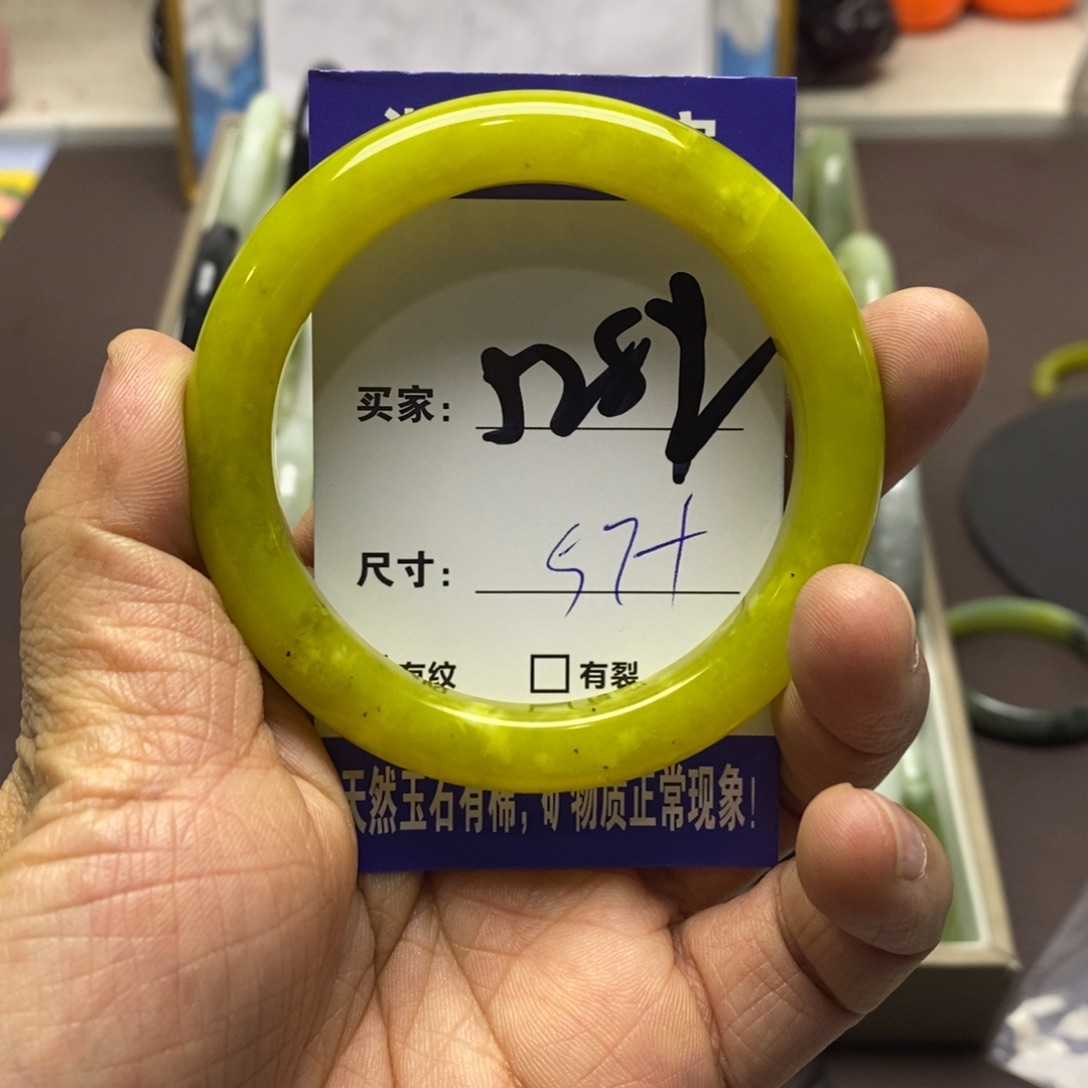 买家:
尺寸: 57+
有纹 □ 有裂
天然玉石有棉,矿物质正常现象!